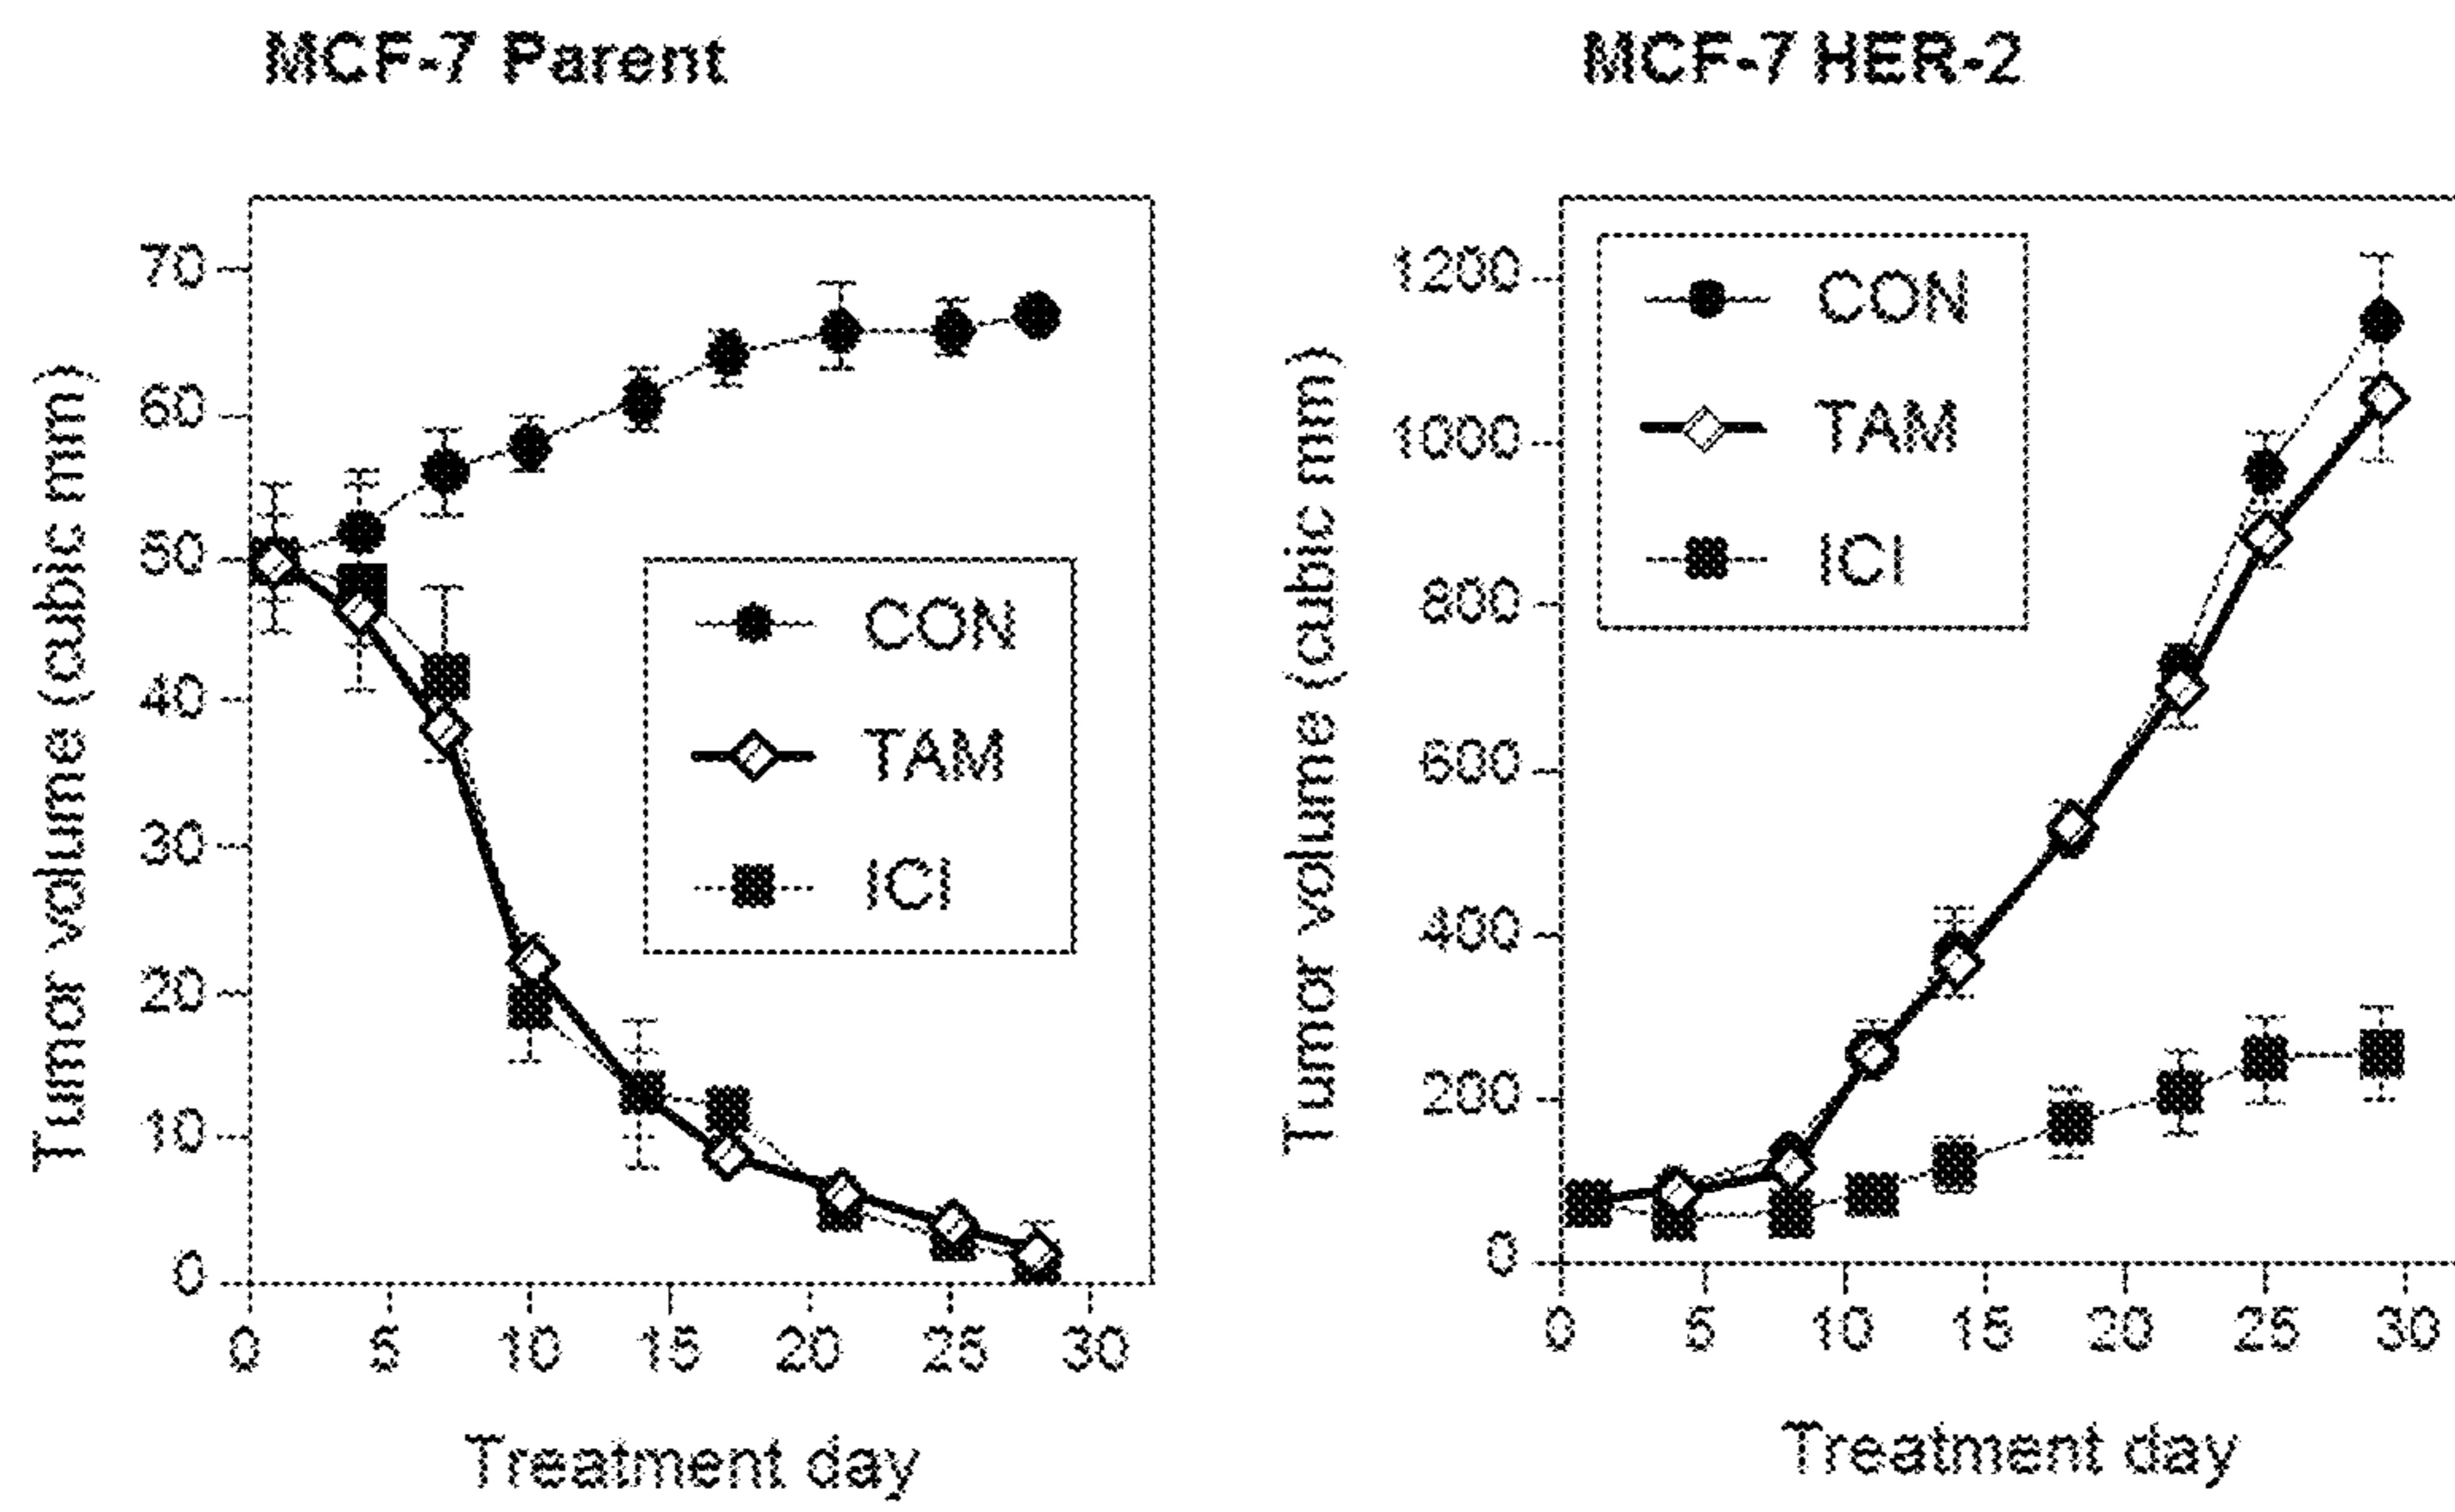 MCF-7 Parent
Tumor volume (cubic mm)
70
60
50
40
30
20
10
0
CON
TAM
ICI
0 5 10 15 20 25 30
Treatment day
MCF-7 HER-2
Tumor volume (cubic mm)
1200
1000
800
600
400
200
0
CON
TAM
ICI
0 5 10 15 20 25 30
Treatment day